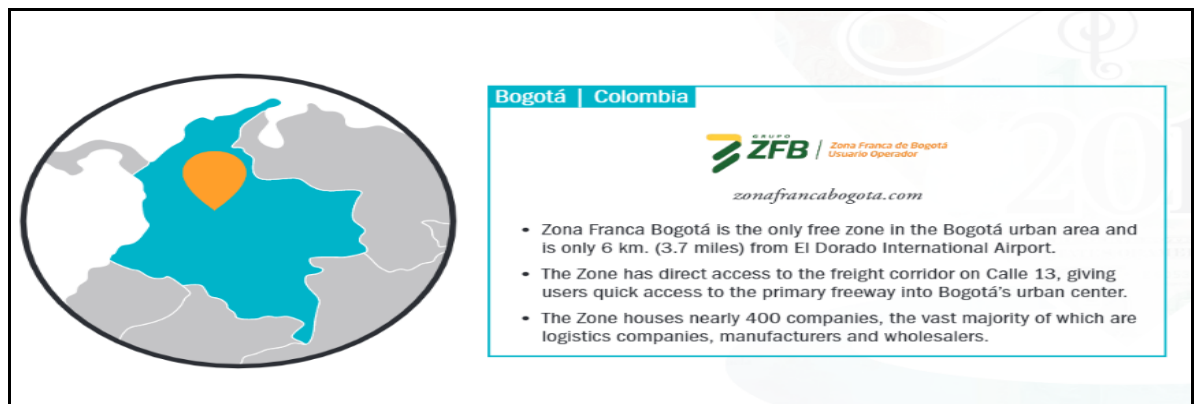 Bogotá | Colombia
GRUPO
ZFB | Zona Franca de Bogotá
Usuario Operador
zonafrancabogota.com
• Zona Franca Bogotá is the only free zone in the Bogotá urban area and
is only 6 km. (3.7 miles) from El Dorado International Airport.
• The Zone has direct access to the freight corridor on Calle 13, giving
users quick access to the primary freeway into Bogotá’s urban center.
• The Zone houses nearly 400 companies, the vast majority of which are
logistics companies, manufacturers and wholesalers.